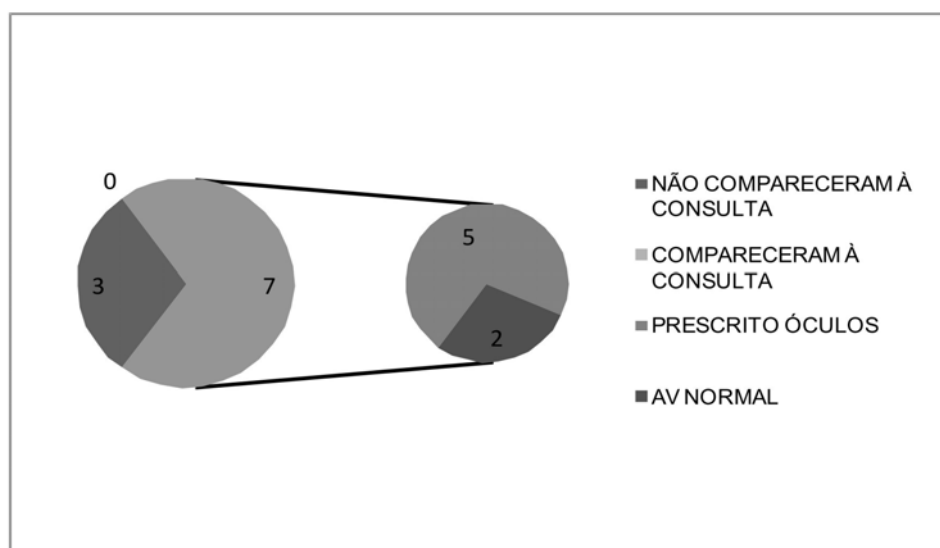 0
3
7
5
2
NÃO COMPARECERAM À
CONSULTA
COMPARECERAM À
CONSULTA
PRESCRITO ÓCULOS
AV NORMAL